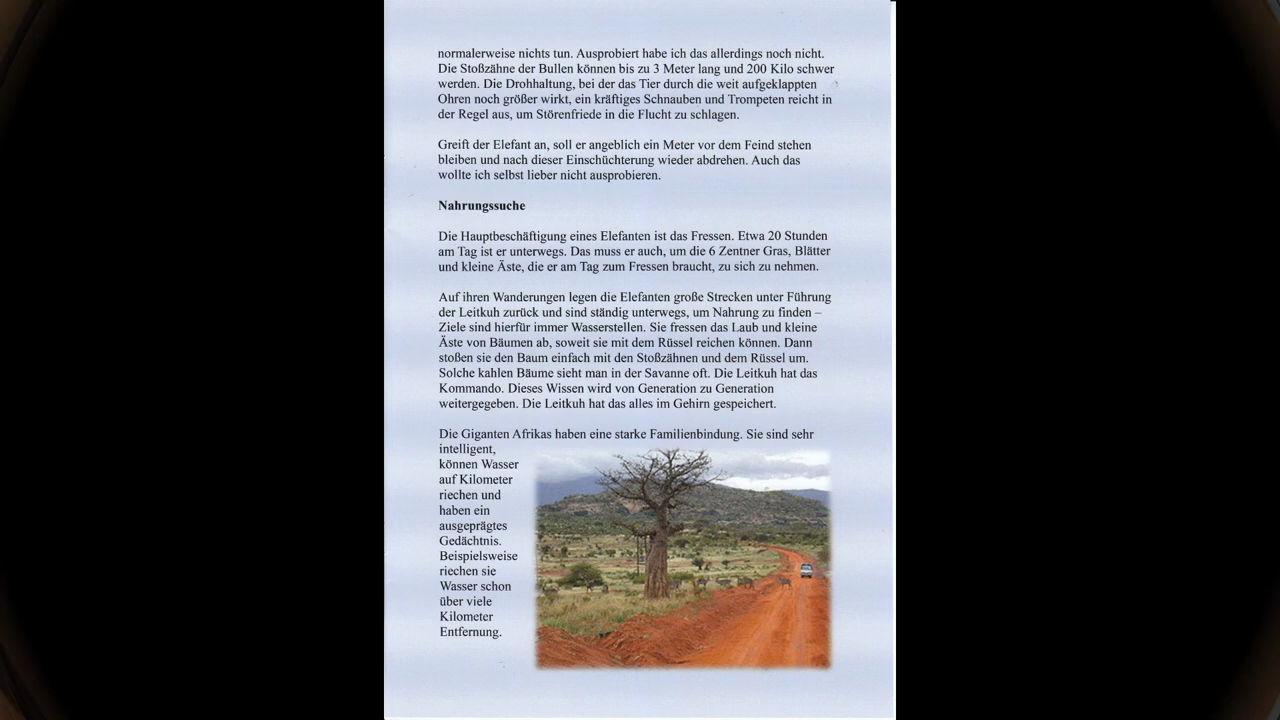 normalerweise nichts tun. Ausprobiert habe ich das allerdings noch nicht.
Die Stoßzähne der Bullen können bis zu 3 Meter lang und 200 Kilo schwer
werden. Die Drohhaltung, bei der das Tier durch die weit aufgeklappten
Ohren noch größer wirkt, ein kräftiges Schnauben und Trompeten reicht in
der Regel aus, um Störenfriede in die Flucht zu schlagen.
Greift der Elefant an, soll er angeblich ein Meter vor dem Feind stehen
bleiben und nach dieser Einschüchterung wieder abdrehen. Auch das
wollte ich selbst lieber nicht ausprobieren.
Nahrungssuche
Die Hauptbeschäftigung eines Elefanten ist das Fressen. Etwa 20 Stunden
am Tag ist er unterwegs. Das muss er auch, um die 6 Zentner Gras, Blätter
und kleine Äste, die er am Tag zum Fressen braucht, zu sich zu nehmen.
Auf ihren Wanderungen legen die Elefanten große Strecken unter Führung
der Leitkuh zurück und sind ständig unterwegs, um Nahrung zu finden –
Ziele sind hierfür immer Wasserstellen. Sie fressen das Laub und kleine
Äste von Bäumen ab, soweit sie mit dem Rüssel reichen können. Dann
stoßen sie den Baum einfach mit den Stoßzähnen und dem Rüssel um.
Solche kahlen Bäume sieht man in der Savanne oft. Die Leitkuh hat das
Kommando. Dieses Wissen wird von Generation zu Generation
weitergegeben. Die Leitkuh hat das alles im Gehirn gespeichert.
Die Giganten Afrikas haben eine starke Familienbindung. Sie sind sehr
intelligent,
können Wasser
auf Kilometer
riechen und
haben ein
ausgeprägtes
Gedächtnis.
Beispielsweise
riechen sie
Wasser schon
über viele
Kilometer
Entfernung.